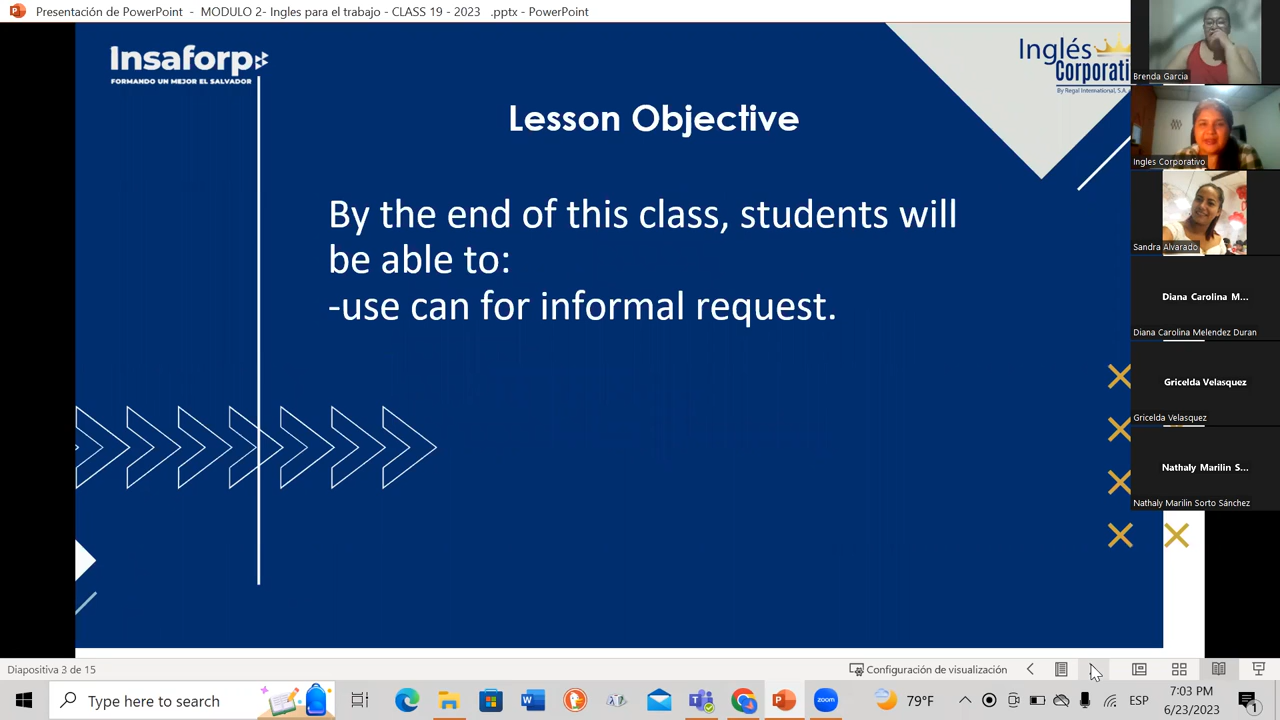 Presentación de PowerPoint - MODULO 2- Ingles para el trabajo - CLASS 19 - 2023 .pptx - PowerPoint
Insaforp
FORMANDO UN MEJOR EL SALVADOR
Inglés
Corporati
By Regal International, S.A.
Lesson Objective
By the end of this class, students will
be able to:
-use can for informal request.
Brenda Garcia
Ingles Corporativo
Sandra Alvarado
Diana Carolina M...
Diana Carolina Melendez Duran
Gricelda Velasquez
Gricelda Velasquez
Nathaly Marilin S...
Nathaly Marilin Sorto Sánchez
Diapositiva 3 de 15
Configuración de visualización
Type here to search
79°F
ESP
7:03 PM
6/23/2023
1